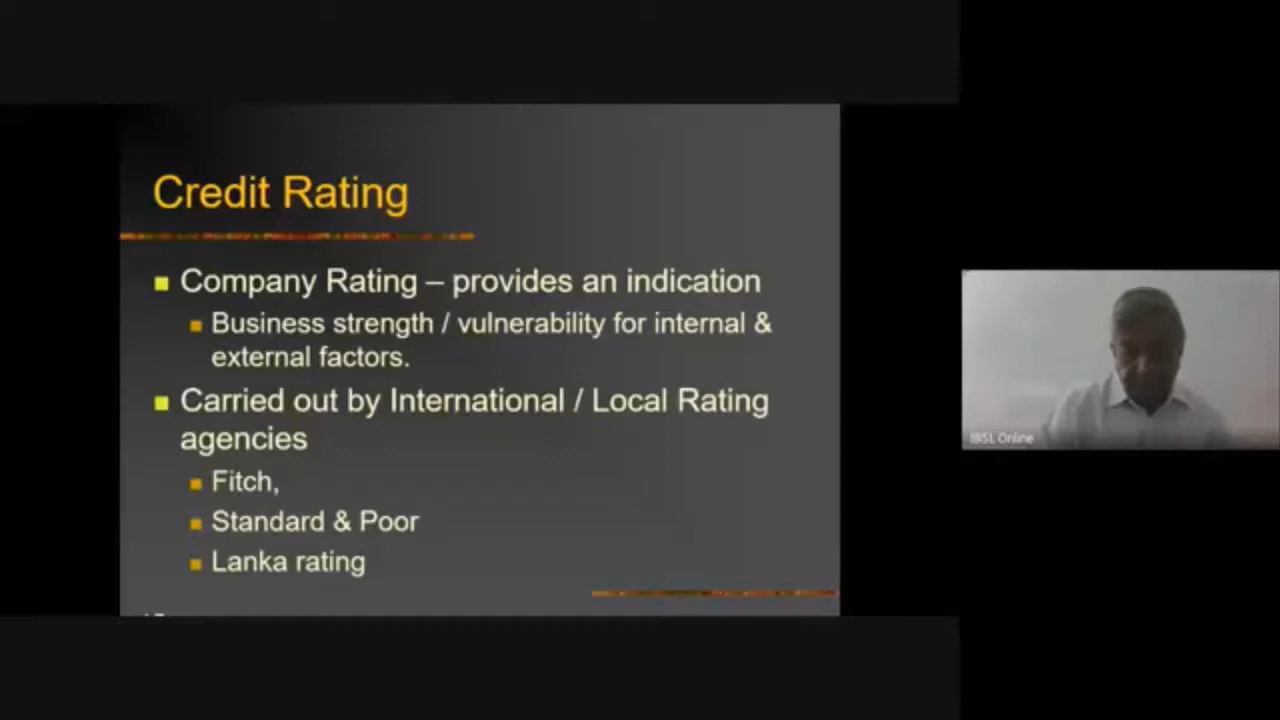 Credit Rating
Company Rating – provides an indication
Business strength / vulnerability for internal &
external factors.
Carried out by International / Local Rating
agencies
Fitch,
Standard & Poor
Lanka rating
IBSL Online